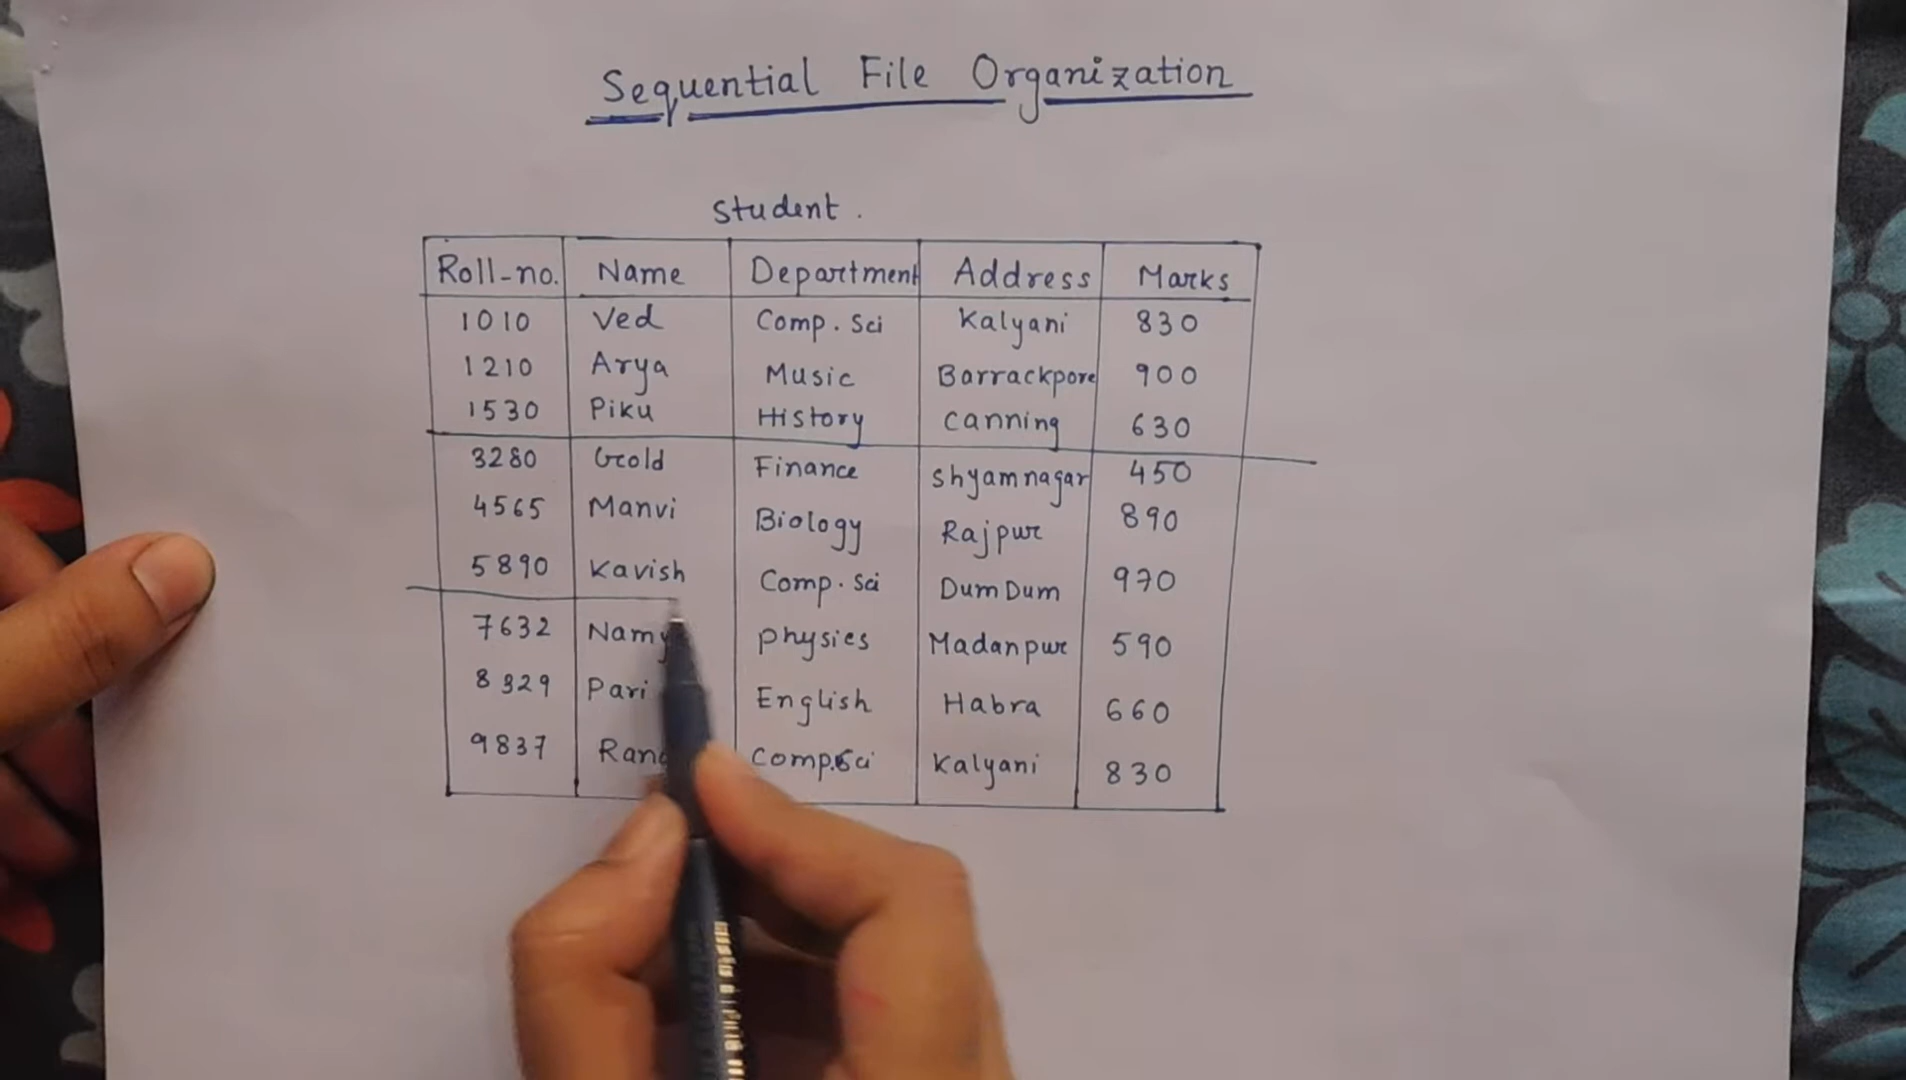 Sequential File Organization
Student.
Roll-no. Name Department Address Marks
1010 Ved Comp. Sci Kalyani 830
1210 Arya Music Barrackpore 900
1530 Piku History Canning 630
3280 Gold Finance Shyamnagar 450
4565 Manvi Biology Rajpur 890
5890 Kavish Comp. Sci DumDum 970
7632 Physics Madanpur 590
8329 Pari English Habra 660
9837 Comp. Sci Kalyani 830